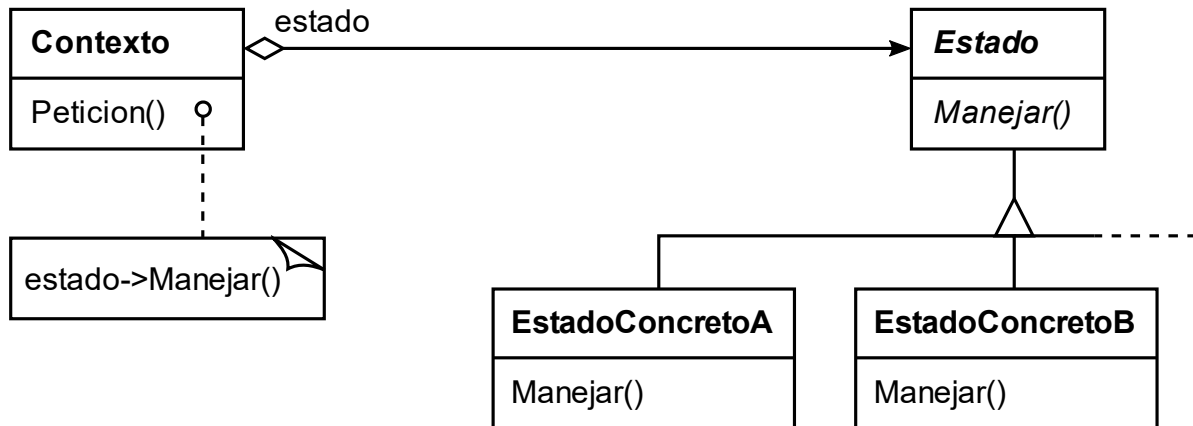 estado
Contexto
Peticion()
estado->Manejar()
Estado
Manejar()
EstadoConcretoA
Manejar()
EstadoConcretoB
Manejar()